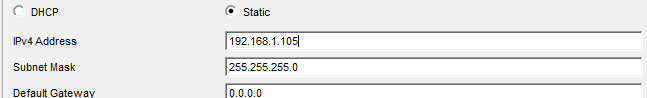 DHCP Static
IPv4 Address 192.168.1.105
Subnet Mask 255.255.255.0
Default Gateway 0.0.0.0